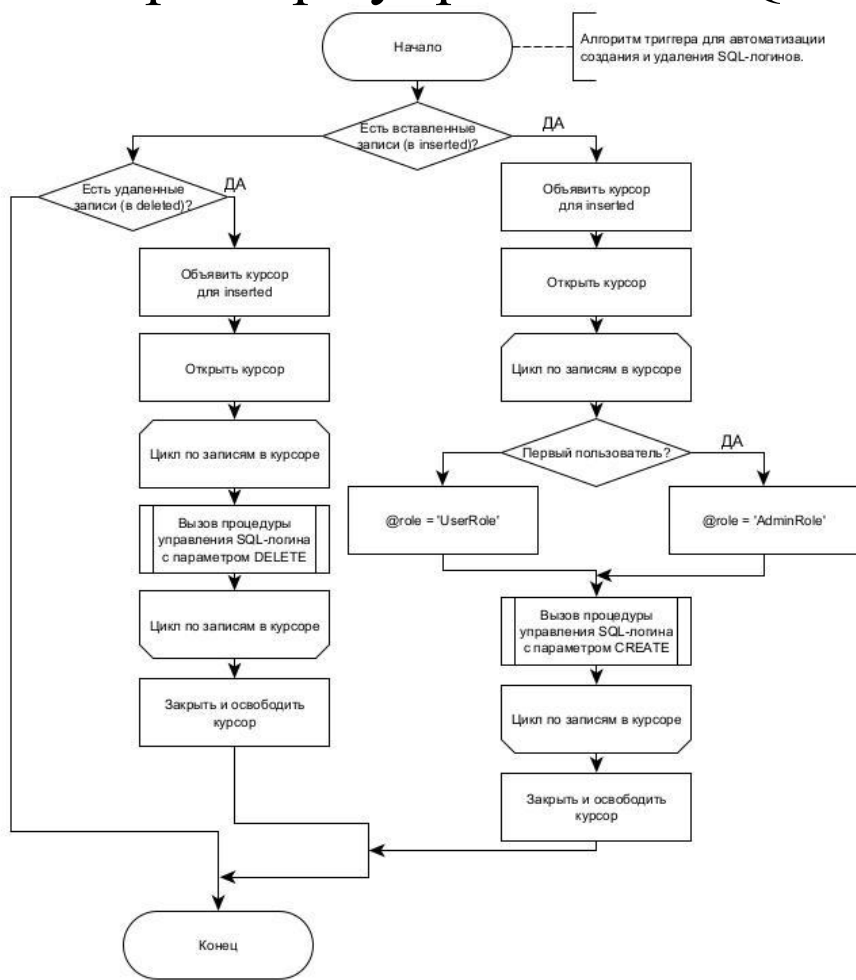 Начало
Алгоритм триггера для автоматизации
создания и удаления SQL-логинов.
Есть вставленные
записи (в inserted)?
ДА
Есть удаленные
записи (в deleted)?
ДА
Объявить курсор
для inserted
Объявить курсор
для inserted
Открыть курсор
Открыть курсор
Цикл по записям в курсоре
Цикл по записям в курсоре
Первый пользователь?
ДА
@role = 'UserRole'
@role = 'AdminRole'
Вызов процедуры
управления SQL-логина
с параметром DELETE
Цикл по записям в курсоре
Вызов процедуры
управления SQL-логина
с параметром CREATE
Закрыть и освободить
курсор
Цикл по записям в курсоре
Закрыть и освободить
курсор
Конец